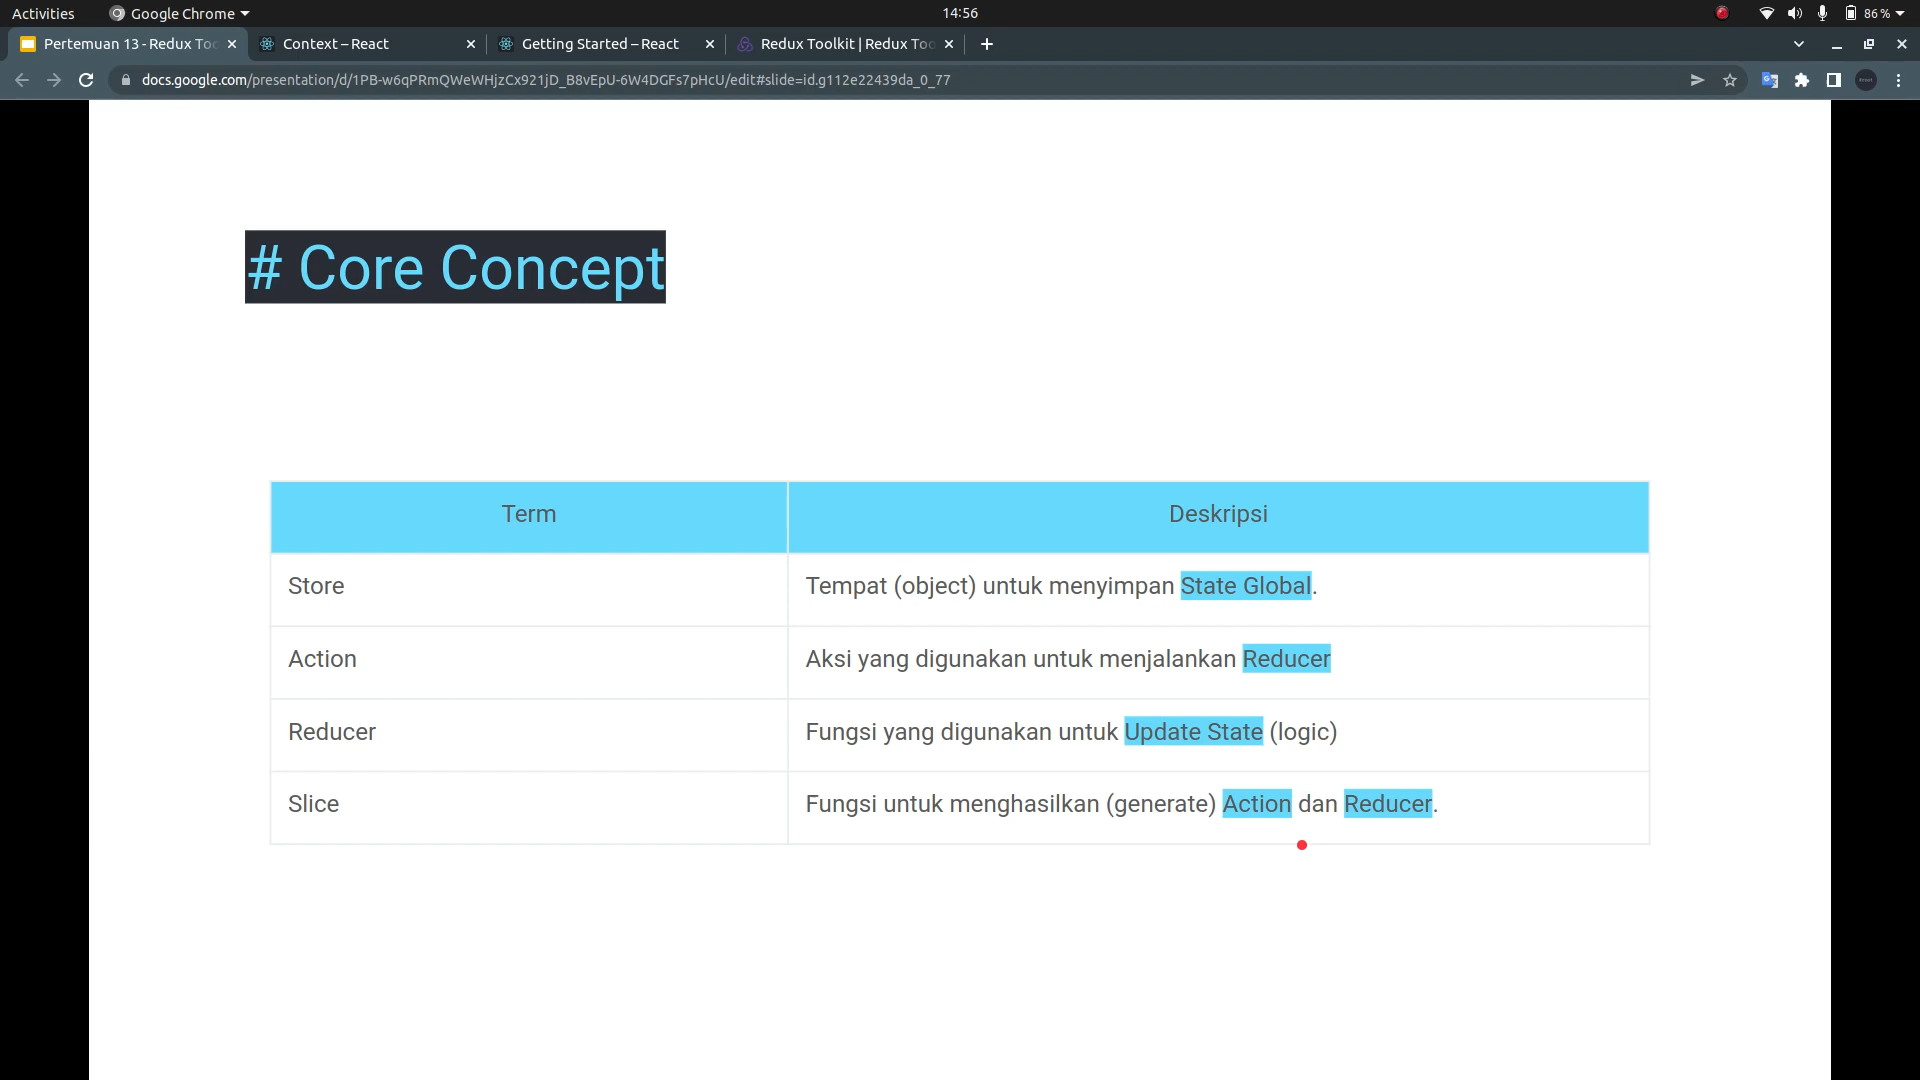 Activities
Google Chrome
14:56
86 %
Pertemuan 13 - Redux Too
Context – React
Getting Started – React
Redux Toolkit | Redux Too
docs.google.com/presentation/d/1PB-w6qPRmQWeWHjzCx921jD_B8vEpU-6W4DGFs7pHcU/edit#slide=id.g112e22439da_0_77
# Core Concept
Term
Deskripsi
Store
Tempat (object) untuk menyimpan State Global.
Action
Aksi yang digunakan untuk menjalankan Reducer
Reducer
Fungsi yang digunakan untuk Update State (logic)
Slice
Fungsi untuk menghasilkan (generate) Action dan Reducer.